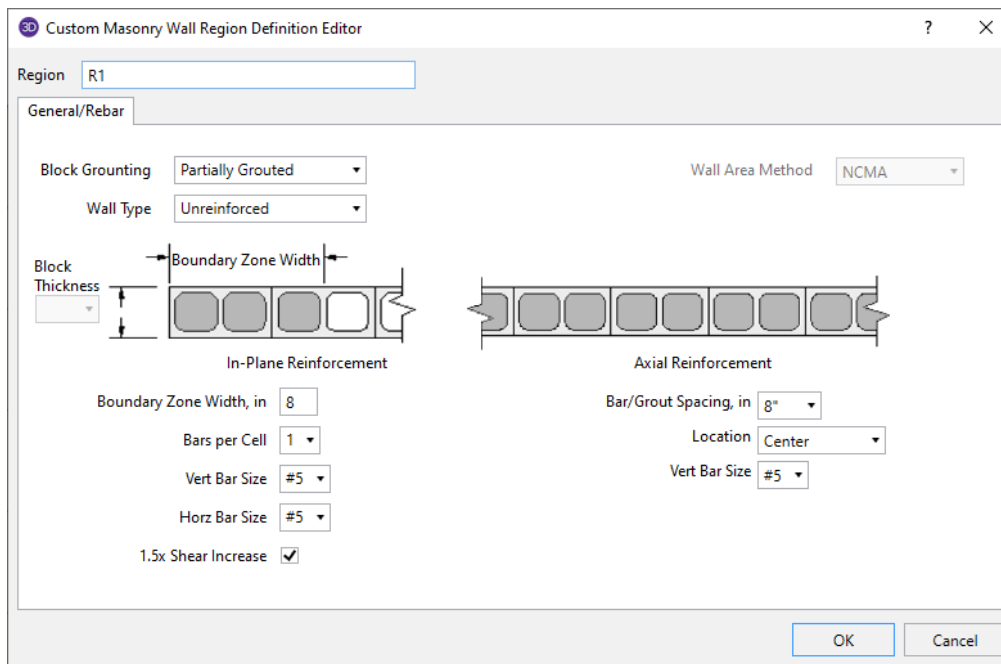 3D Custom Masonry Wall Region Definition Editor ?
Region R1
General/Rebar
Block Grounting Partially Grouted Wall Area Method NCMA
Wall Type Unreinforced
Block Thickness
Boundary Zone Width
In-Plane Reinforcement Axial Reinforcement
Boundary Zone Width, in 8 Bar/Grout Spacing, in 8"
Bars per Cell 1 Location Center
Vert Bar Size #5 Vert Bar Size #5
Horz Bar Size #5
1.5x Shear Increase
OK Cancel